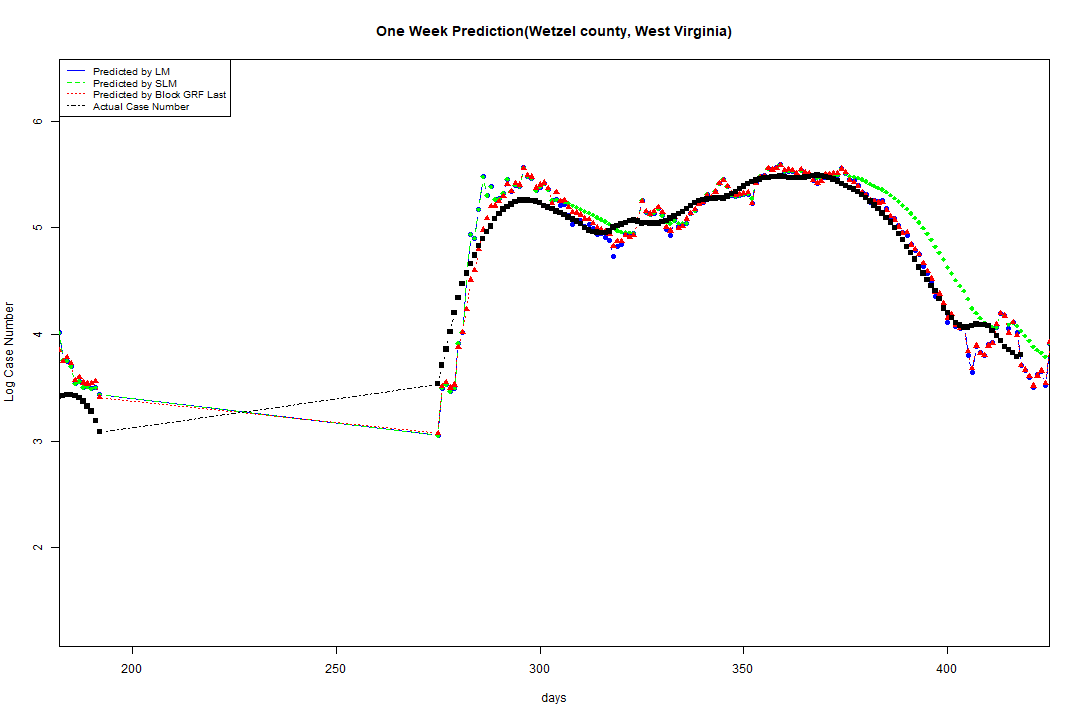 One Week Prediction(Wetzel county, West Virginia)
Predicted by LM
Predicted by SLM
Predicted by Block GRF Last
Actual Case Number
6
5
4
3
2
Log Case Number
200
250
300
350
400
days